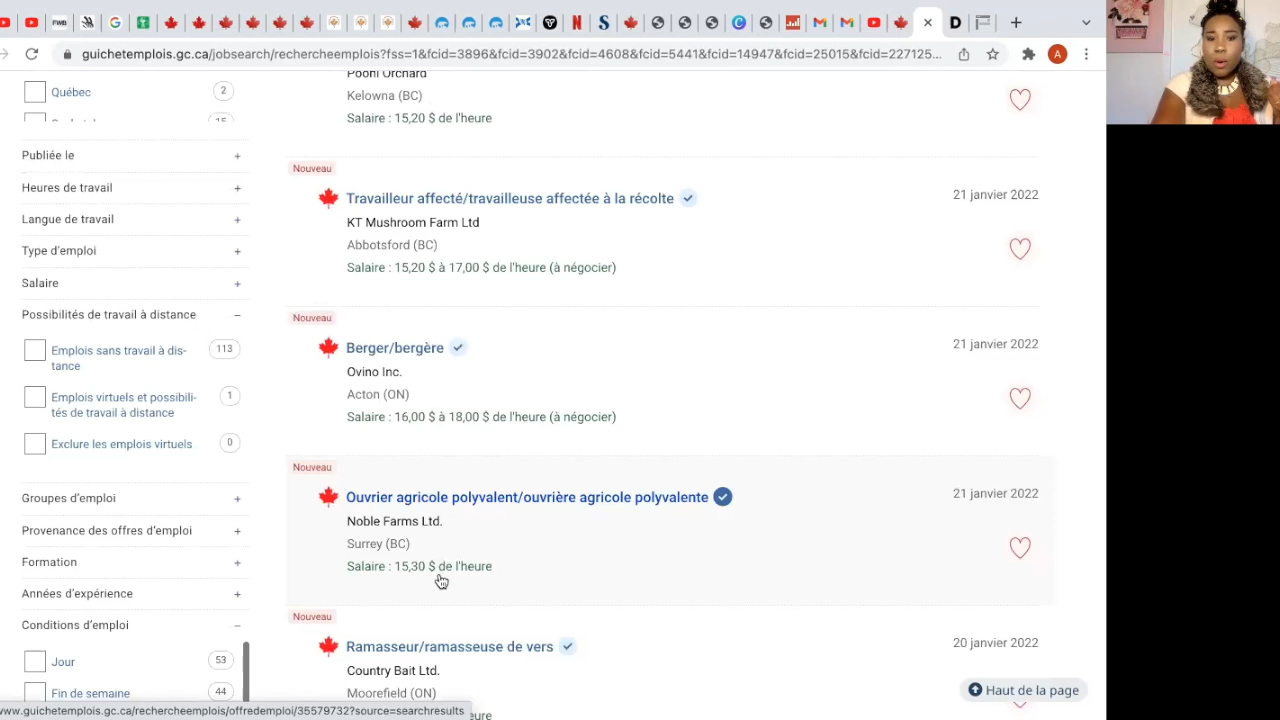 FWB
G
N
S
C
D
guichetemplois.gc.ca/jobsearch/rechercheemplois?fss=1&fcid=3896&fcid=3902&fcid=4608&fcid=5441&fcid=14947&fcid=25015&fcid=227125...
A
Québec
2
15
Publiée le
+
Heures de travail
+
Langue de travail
+
Type d'emploi
+
Salaire
+
Possibilités de travail à distance
–
Emplois sans travail à dis-
tance
113
Emplois virtuels et possibili-
tés de travail à distance
1
Exclure les emplois virtuels
0
Groupes d'emploi
+
Provenance des offres d'emploi
+
Formation
+
Années d'expérience
+
Conditions d'emploi
–
Jour
53
Fin de semaine
44
www.guichetemplois.gc.ca/rechercheemplois/offredemploi/35579732?source=searchresults
Orchard
Kelowna (BC)
Salaire : 15,20 $ de l'heure
Nouveau
Travailleur affecté/travailleuse affectée à la récolte
21 janvier 2022
KT Mushroom Farm Ltd
Abbotsford (BC)
Salaire : 15,20 $ à 17,00 $ de l'heure (à négocier)
Nouveau
Berger/bergère
21 janvier 2022
Ovino Inc.
Acton (ON)
Salaire : 16,00 $ à 18,00 $ de l'heure (à négocier)
Nouveau
Ouvrier agricole polyvalent/ouvrière agricole polyvalente
21 janvier 2022
Noble Farms Ltd.
Surrey (BC)
Salaire : 15,30 $ de l'heure
Nouveau
Ramasseur/ramasseuse de vers
20 janvier 2022
Country Bait Ltd.
Moorefield (ON)
Haut de la page